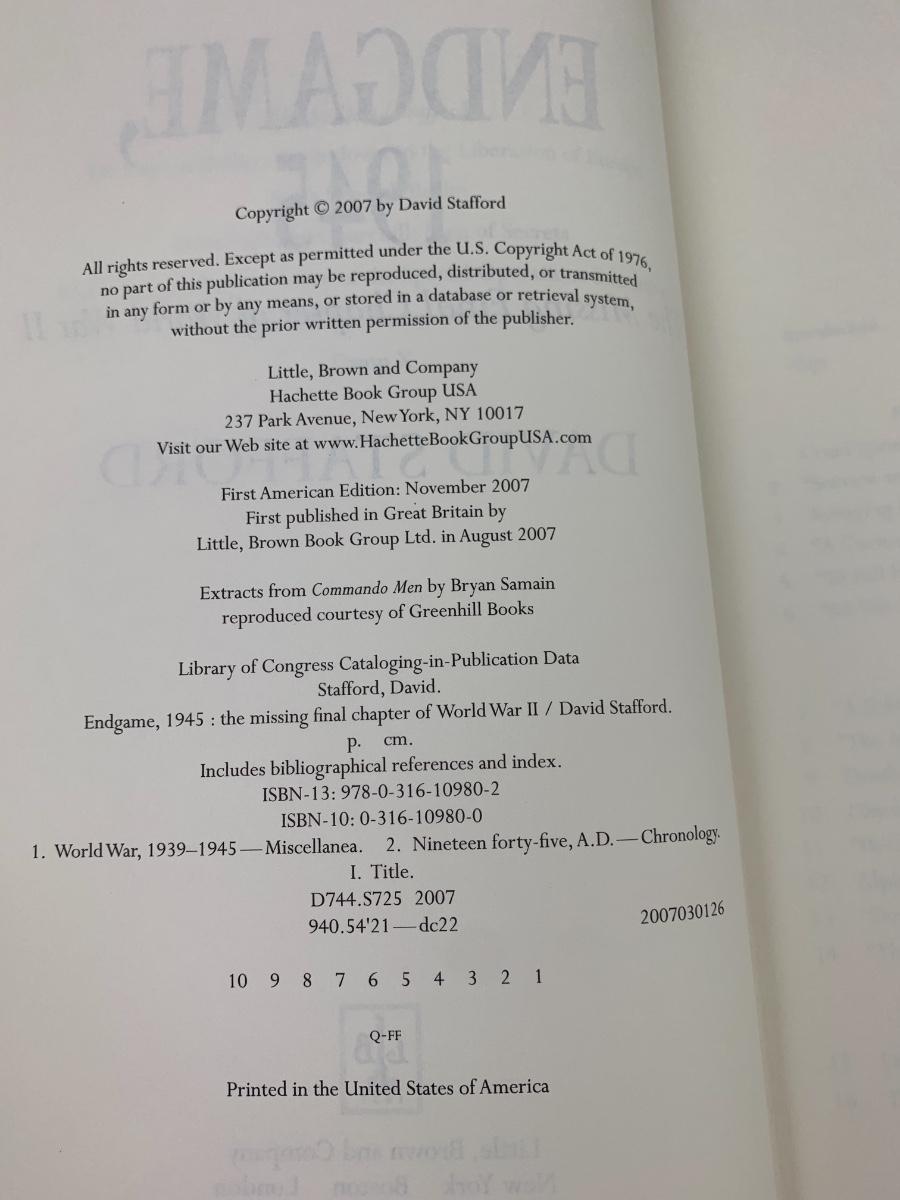 Copyright © 2007 by David Stafford
All rights reserved. Except as permitted under the U.S. Copyright Act of 1976,
no part of this publication may be reproduced, distributed, or transmitted
in any form or by any means, or stored in a database or retrieval system,
without the prior written permission of the publisher.
Little, Brown and Company
Hachette Book Group USA
237 Park Avenue, New York, NY 10017
Visit our Web site at www.HachetteBookGroupUSA.com
First American Edition: November 2007
First published in Great Britain by
Little, Brown Book Group Ltd. in August 2007
Extracts from Commando Men by Bryan Samain
reproduced courtesy of Greenhill Books
Library of Congress Cataloging-in-Publication Data
Stafford, David.
Endgame, 1945 : the missing final chapter of World War II / David Stafford.
p. cm.
Includes bibliographical references and index.
ISBN-13: 978-0-316-10980-2
ISBN-10: 0-316-10980-0
1. World War, 1939–1945—Miscellanea. 2. Nineteen forty-five, A.D.—Chronology.
I. Title.
D744.S725 2007
940.54'21—dc22 2007030126
10 9 8 7 6 5 4 3 2 1
Q-FF
Printed in the United States of America